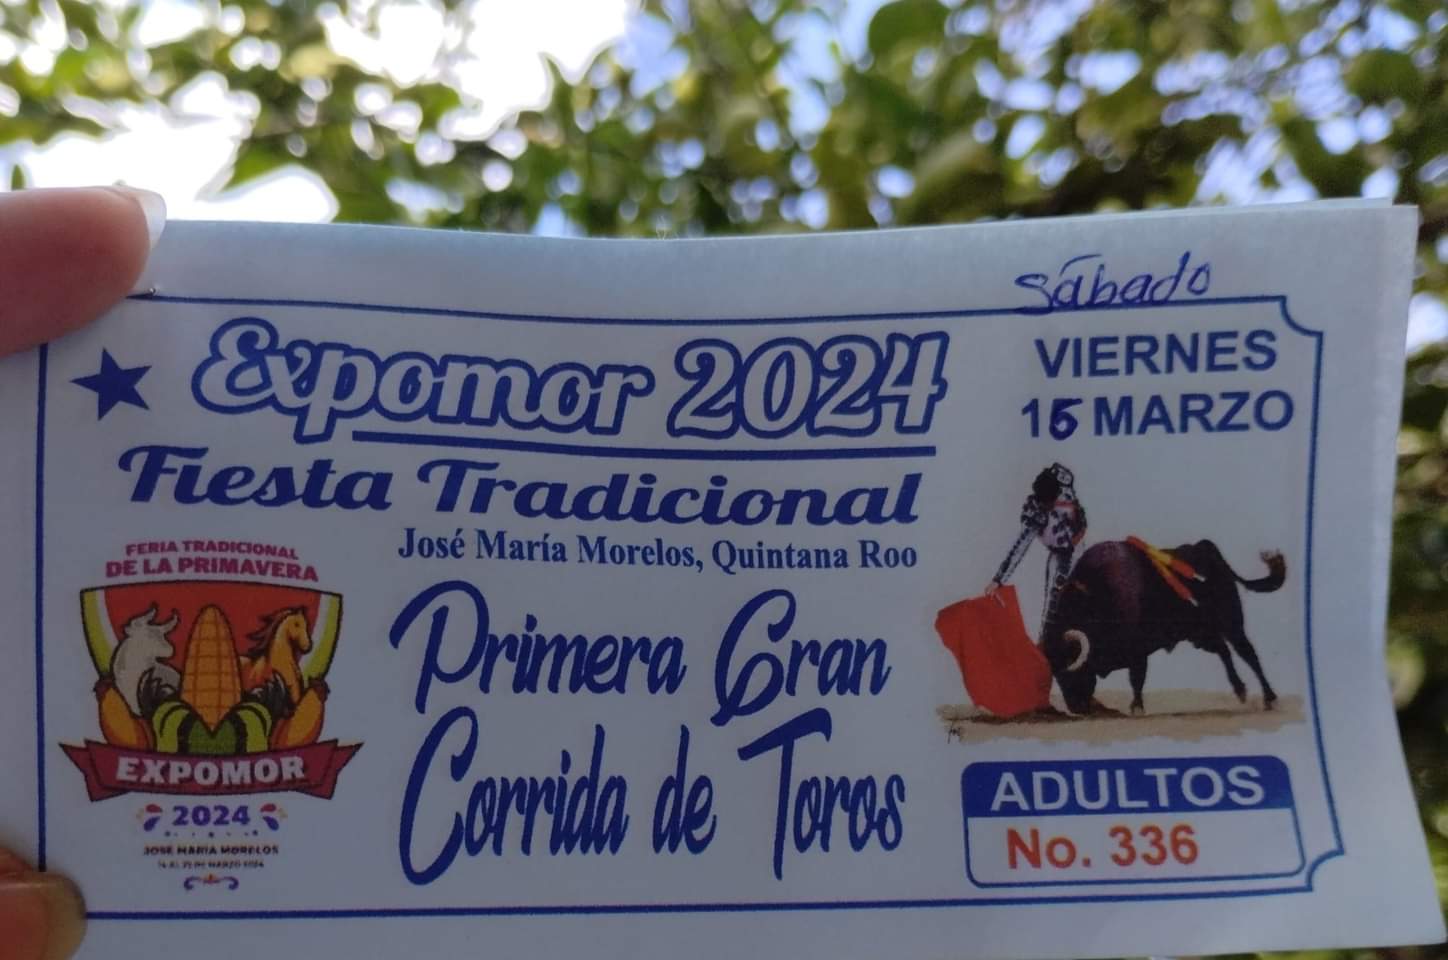 Sábado
Expomor 2024
VIERNES
16 MARZO
Fiesta Tradicional
José María Morelos, Quintana Roo
FERIA TRADICIONAL
DE LA PRIMAVERA
Primera Gran
Corrida de Toros
EXPOMOR
2024
JOSE MARIA MORELOS
ADULTOS
No. 336